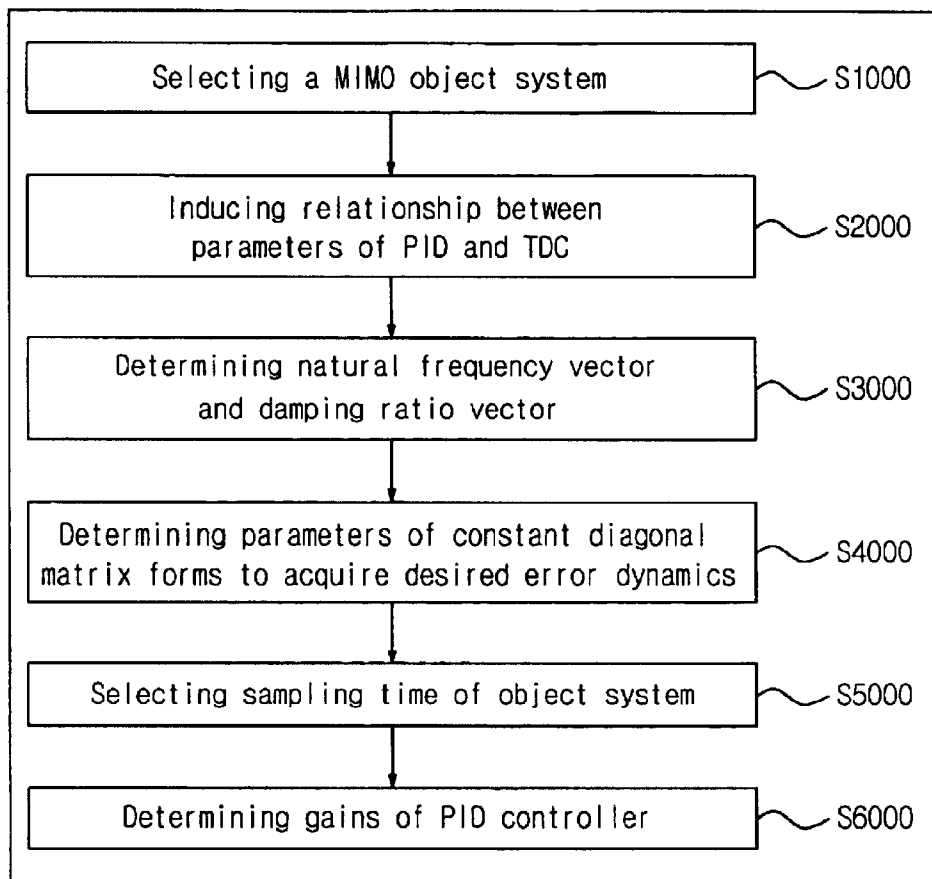 Selecting a MIMO object system
S1000
Inducing relationship between
parameters of PID and TDC
S2000
Determining natural frequency vector
and damping ratio vector
S3000
Determining parameters of constant diagonal
matrix forms to acquire desired error dynamics
S4000
Selecting sampling time of object system
S5000
Determining gains of PID controller
S6000